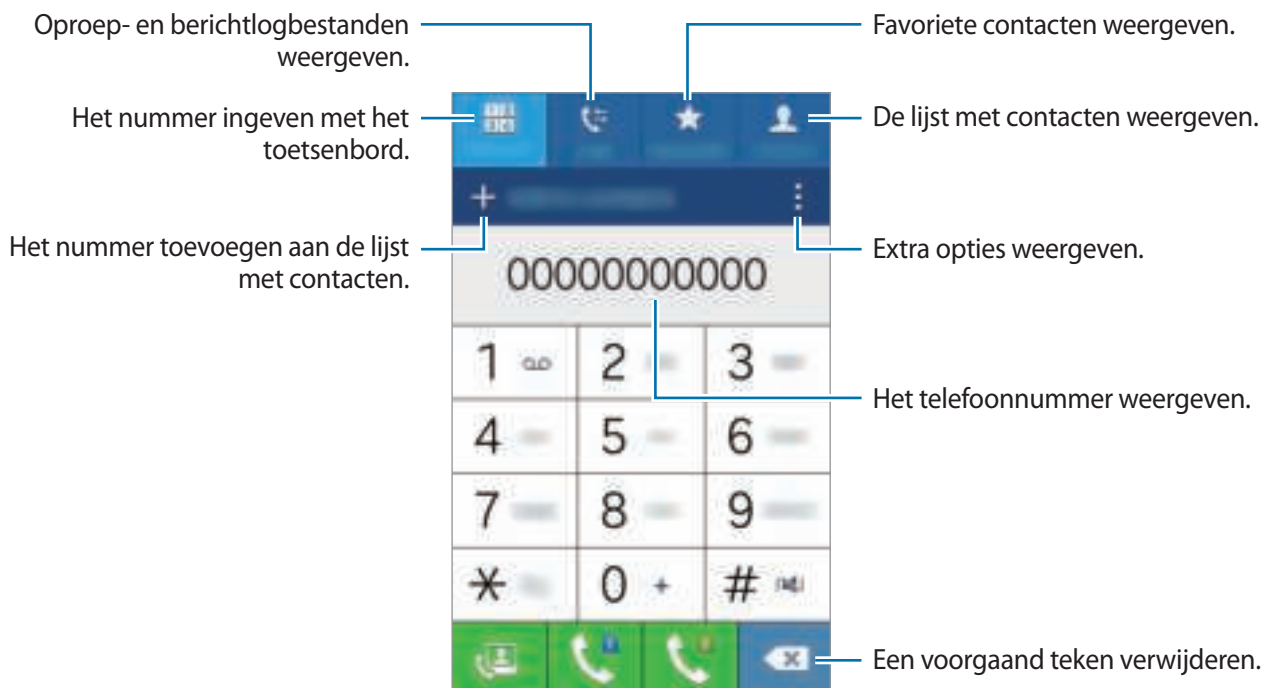 Oproep- en berichtlogbestanden
weergeven.
Favoriete contacten weergeven.
Het nummer ingeven met het
toetsenbord.
De lijst met contacten weergeven.
Het nummer toevoegen aan de lijst
met contacten.
Extra opties weergeven.
00000000000
1 2 3
Het telefoonnummer weergeven.
4 5 6
7 8 9
* 0 + #
Een voorgaand teken verwijderen.